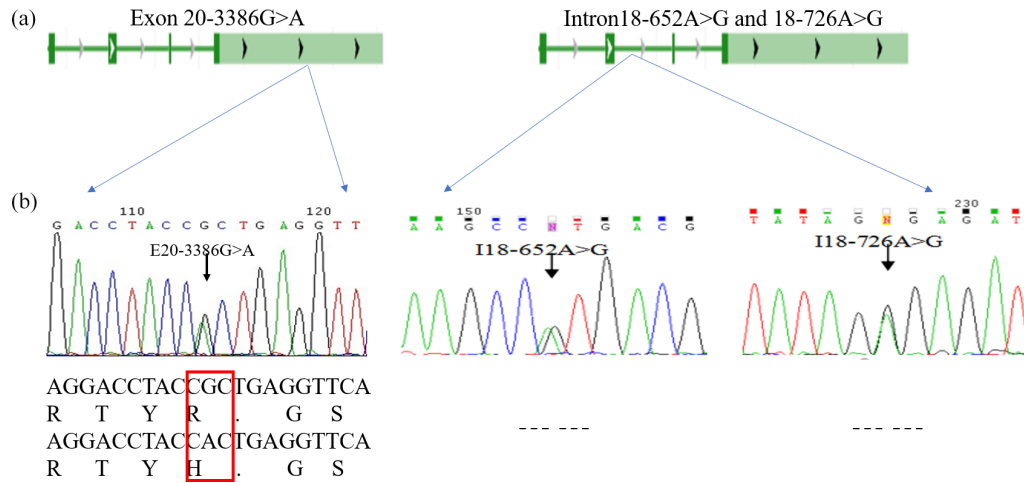 (a) Exon 20-3386G>A Intron18-652A>G and 18-726A>G
(b)
110 120
G A C C T A C C G C T G A G G T T
E20-3386G>A
150
A A G C C N T G A C G
I18-652A>G
230
T A T A G N G A G A T
I18-726A>G
AGGACCTACCGCTGAGGTTCA
R T Y R . G S
AGGACCTACCACTGAGGTTCA
R T Y H . G S
--- ---
--- ---